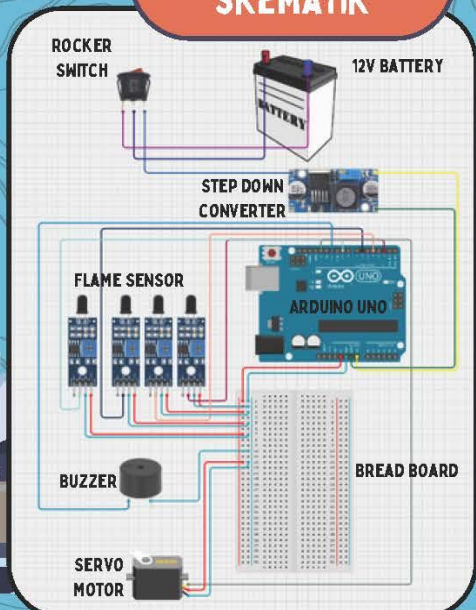 SKEMATIK
ROCKER
SWITCH
12V BATTERY
BATTERY
STEP DOWN
CONVERTER
UNO
ARDUINO UNO
FLAME SENSOR
BUZZER
BREAD BOARD
SERVO
MOTOR